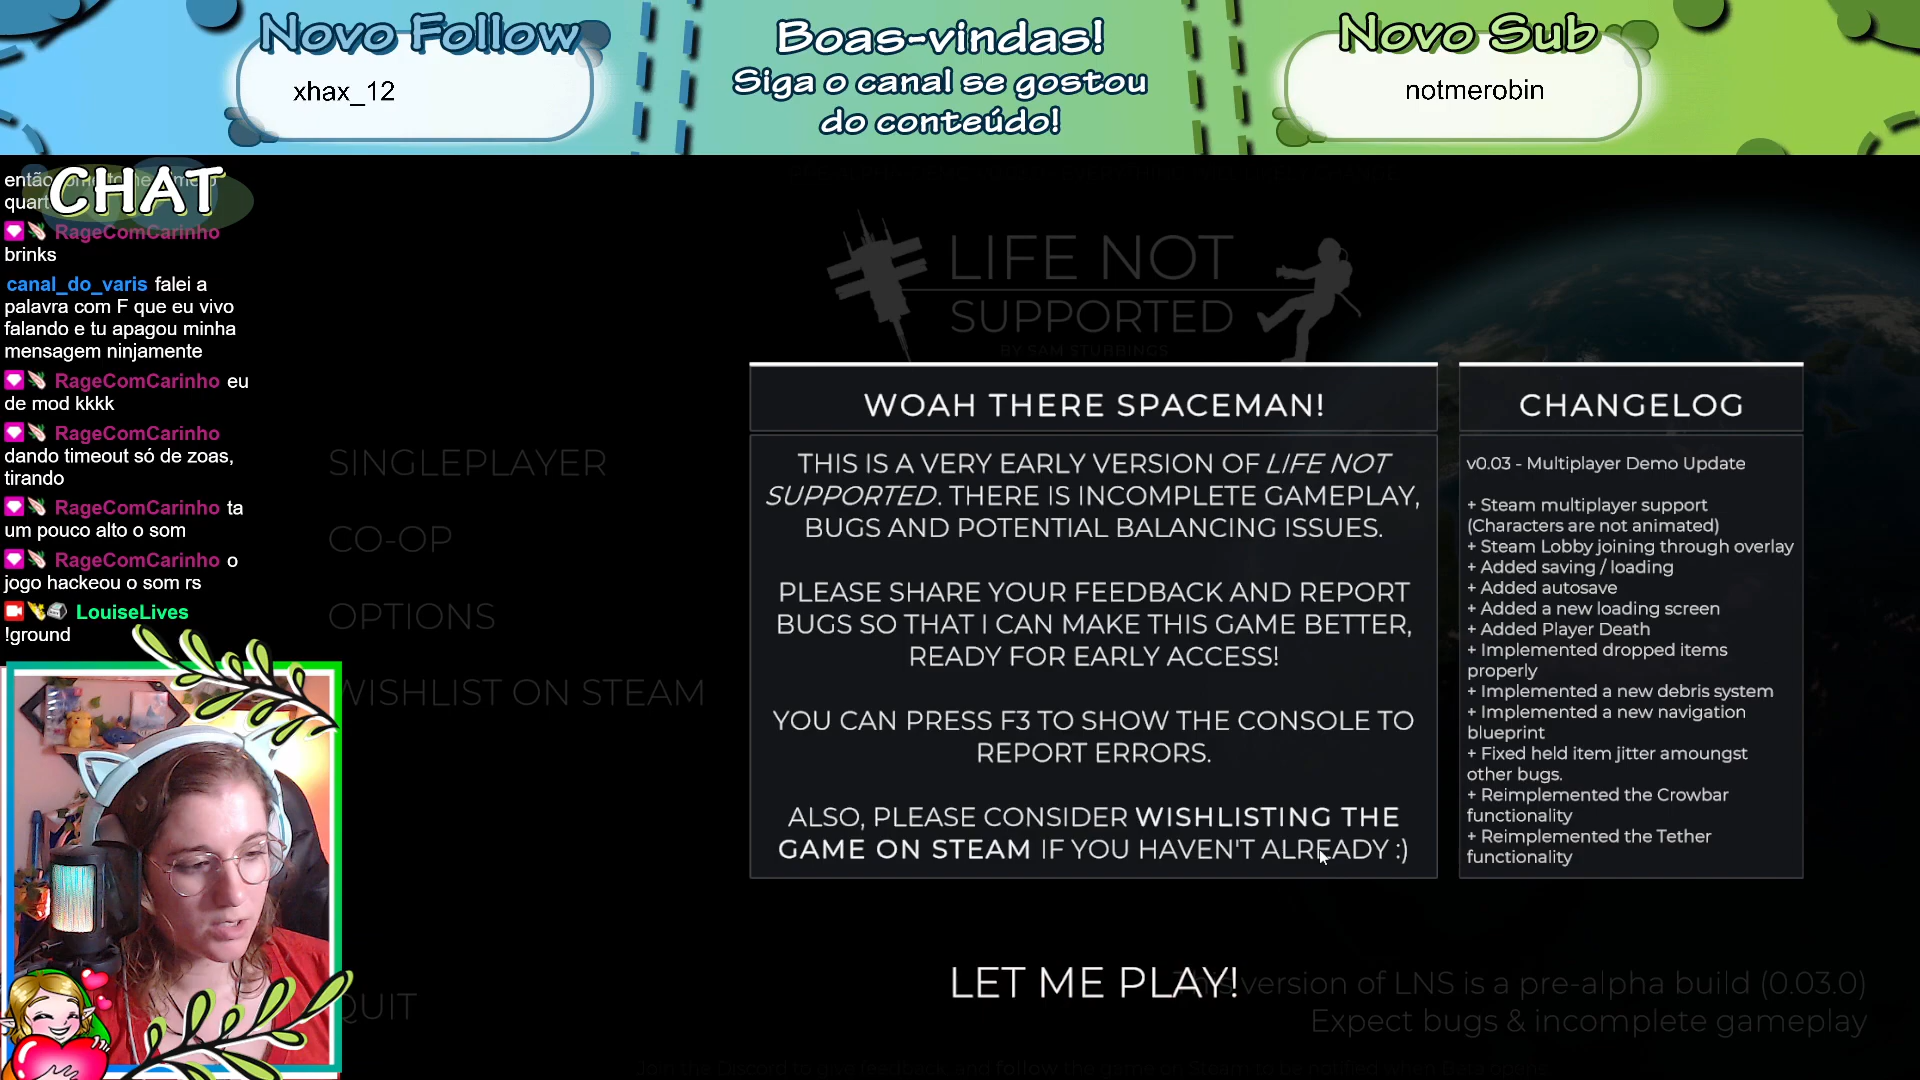 Novo Follow
xhax_12
Boas-vindas!
Siga o canal se gostou
do conteúdo!
Novo Sub
notmerobin
CHAT
então
quart
RageComCarinho
brinks
canal_do_varis falei a
palavra com F que eu vivo
falando e tu apagou minha
mensagem ninjamente
RageComCarinho eu
de mod kkkk
RageComCarinho
dando timeout só de zoas,
tirando
RageComCarinho ta
um pouco alto o som
RageComCarinho o
jogo hackeou o som rs
LouiseLives
!ground
LIFE NOT
SUPPORTED
BY SAM STUBBINGS
SINGLEPLAYER
CO-OP
OPTIONS
WISHLIST ON STEAM
QUIT
WOAH THERE SPACEMAN!
THIS IS A VERY EARLY VERSION OF LIFE NOT
SUPPORTED. THERE IS INCOMPLETE GAMEPLAY,
BUGS AND POTENTIAL BALANCING ISSUES.
PLEASE SHARE YOUR FEEDBACK AND REPORT
BUGS SO THAT I CAN MAKE THIS GAME BETTER,
READY FOR EARLY ACCESS!
YOU CAN PRESS F3 TO SHOW THE CONSOLE TO
REPORT ERRORS.
ALSO, PLEASE CONSIDER WISHLISTING THE
GAME ON STEAM IF YOU HAVEN'T ALREADY :)
CHANGELOG
v0.03 - Multiplayer Demo Update
+ Steam multiplayer support
(Characters are not animated)
+ Steam Lobby joining through overlay
+ Added saving / loading
+ Added autosave
+ Added a new loading screen
+ Added Player Death
+ Implemented dropped items
properly
+ Implemented a new debris system
+ Implemented a new navigation
blueprint
+ Fixed held item jitter amoungst
other bugs.
+ Reimplemented the Crowbar
functionality
+ Reimplemented the Tether
functionality
LET ME PLAY!
version of LNS is a pre-alpha build (0.03.0)
Expect bugs & incomplete gameplay